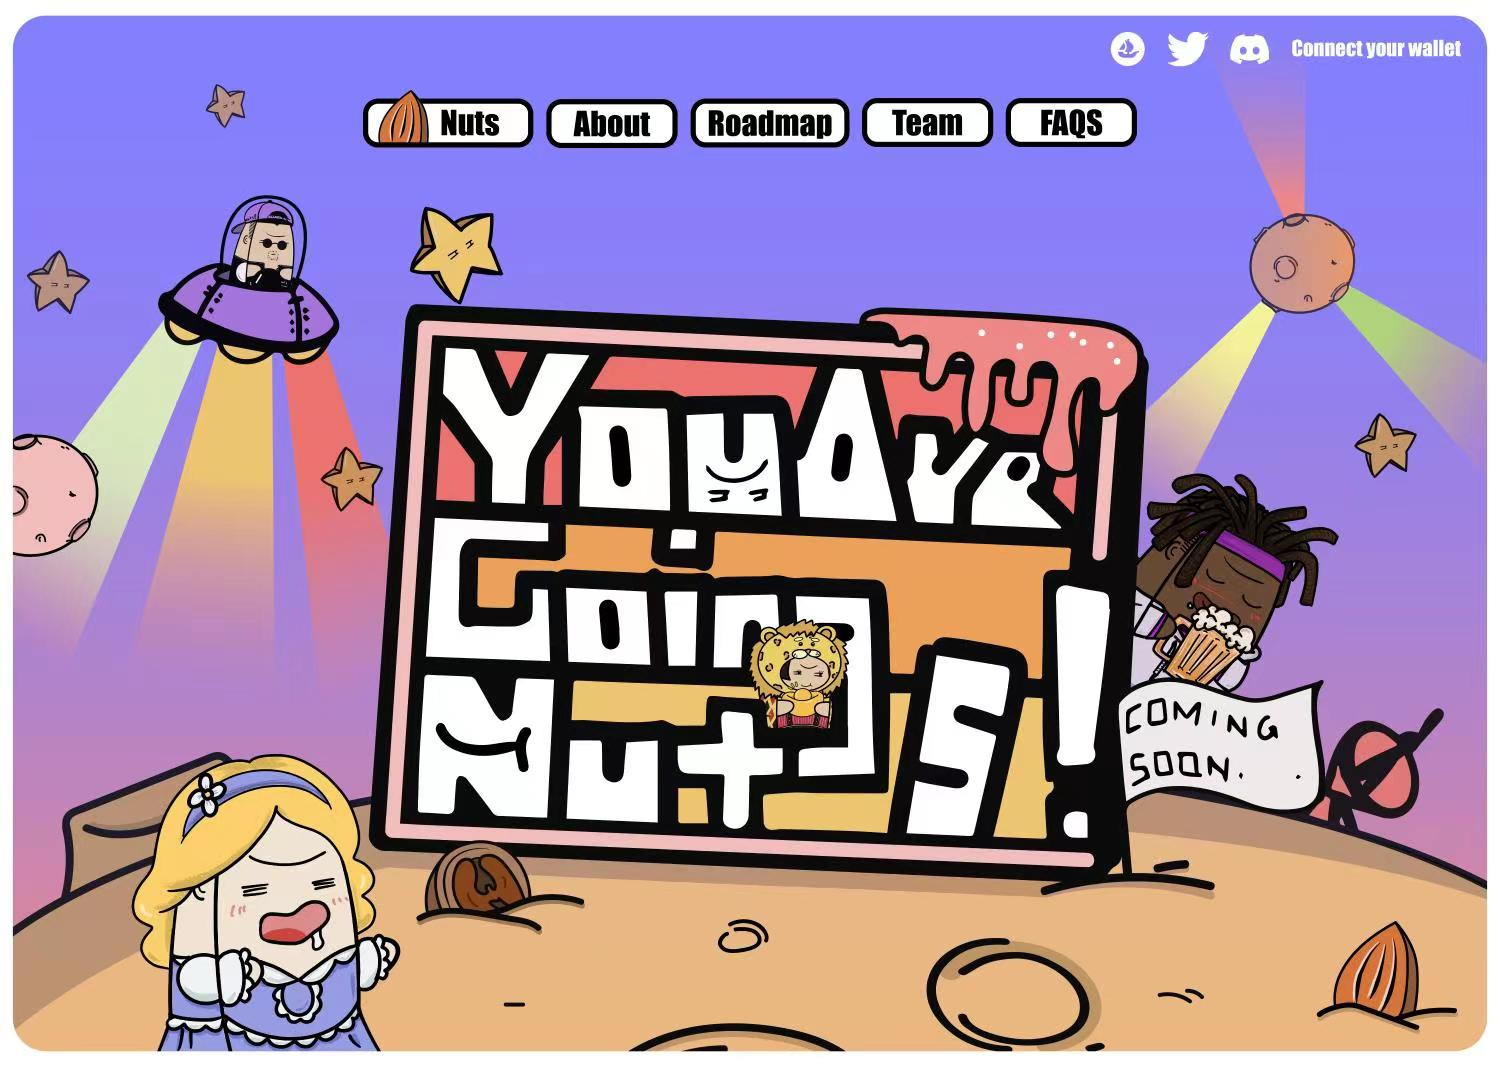 Connect your wallet
Nuts
About
Roadmap
Team
FAQS
You Are
Going
Nuts!
COMING
SOON.